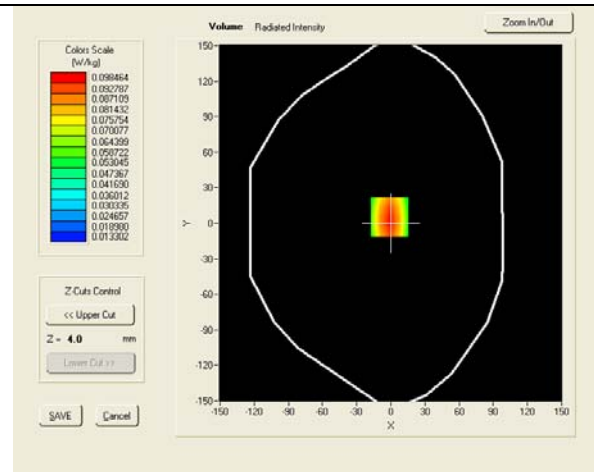 Volume Radiated Intensity
Zoom In/Out
Colors Scale
(W/kg)
0.098464
0.092787
0.087109
0.081432
0.075754
0.070077
0.064399
0.058722
0.053045
0.047367
0.041690
0.036012
0.030335
0.024657
0.018980
0.013302
150
120
90
60
30
0
-30
-60
-90
-120
-150
Y
-150 -120 -90 -60 -30 0 30 60 90 120 150
X
Z-Cuts Control
<< Upper Cut
Z = 4.0 mm
Lower Cut >>
SAVE Cancel